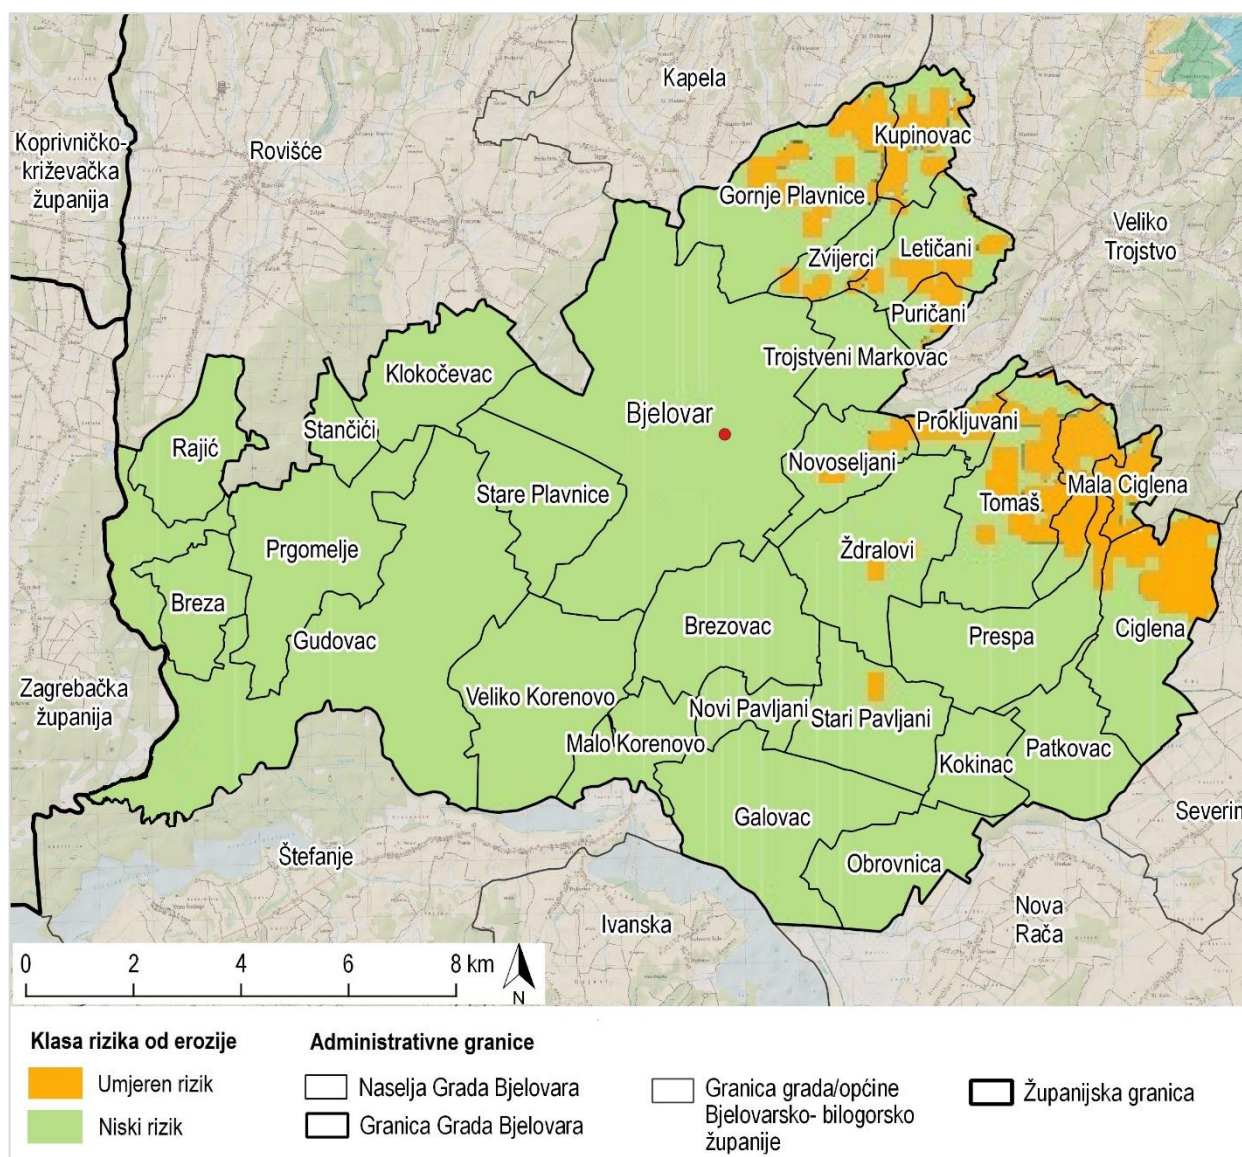 Kapela
Koprivničko-
križevačka
županija
Rovišće
Kupinovac
Gornje Plavnice
Veliko
Trojstvo
Zvijerci
Letičani
Puričani
Trojstveni Markovac
Klokočevac
Bjelovar
Prokljuvani
Stančići
Rajić
Novoseljani
Mala Ciglena
Stare Plavnice
Tomaš
Prgomelje
Ždralovi
Breza
Brezovac
Ciglena
Prespa
Gudovac
Zagrebačka
županija
Veliko Korenovo
Novi Pavljani
Stari Pavljani
Malo Korenovo
Patkovac
Kokinac
Severin
Galovac
Štefanje
Obrovnica
Ivanska
Nova
Rača
0 2 4 6 8 km
N
Klasa rizika od erozije
Umjeren rizik
Niski rizik
Administrativne granice
Naselja Grada Bjelovara
Granica Grada Bjelovara
Granica grada/općine
Bjelovarsko- bilogorsko
županije
Županijska granica